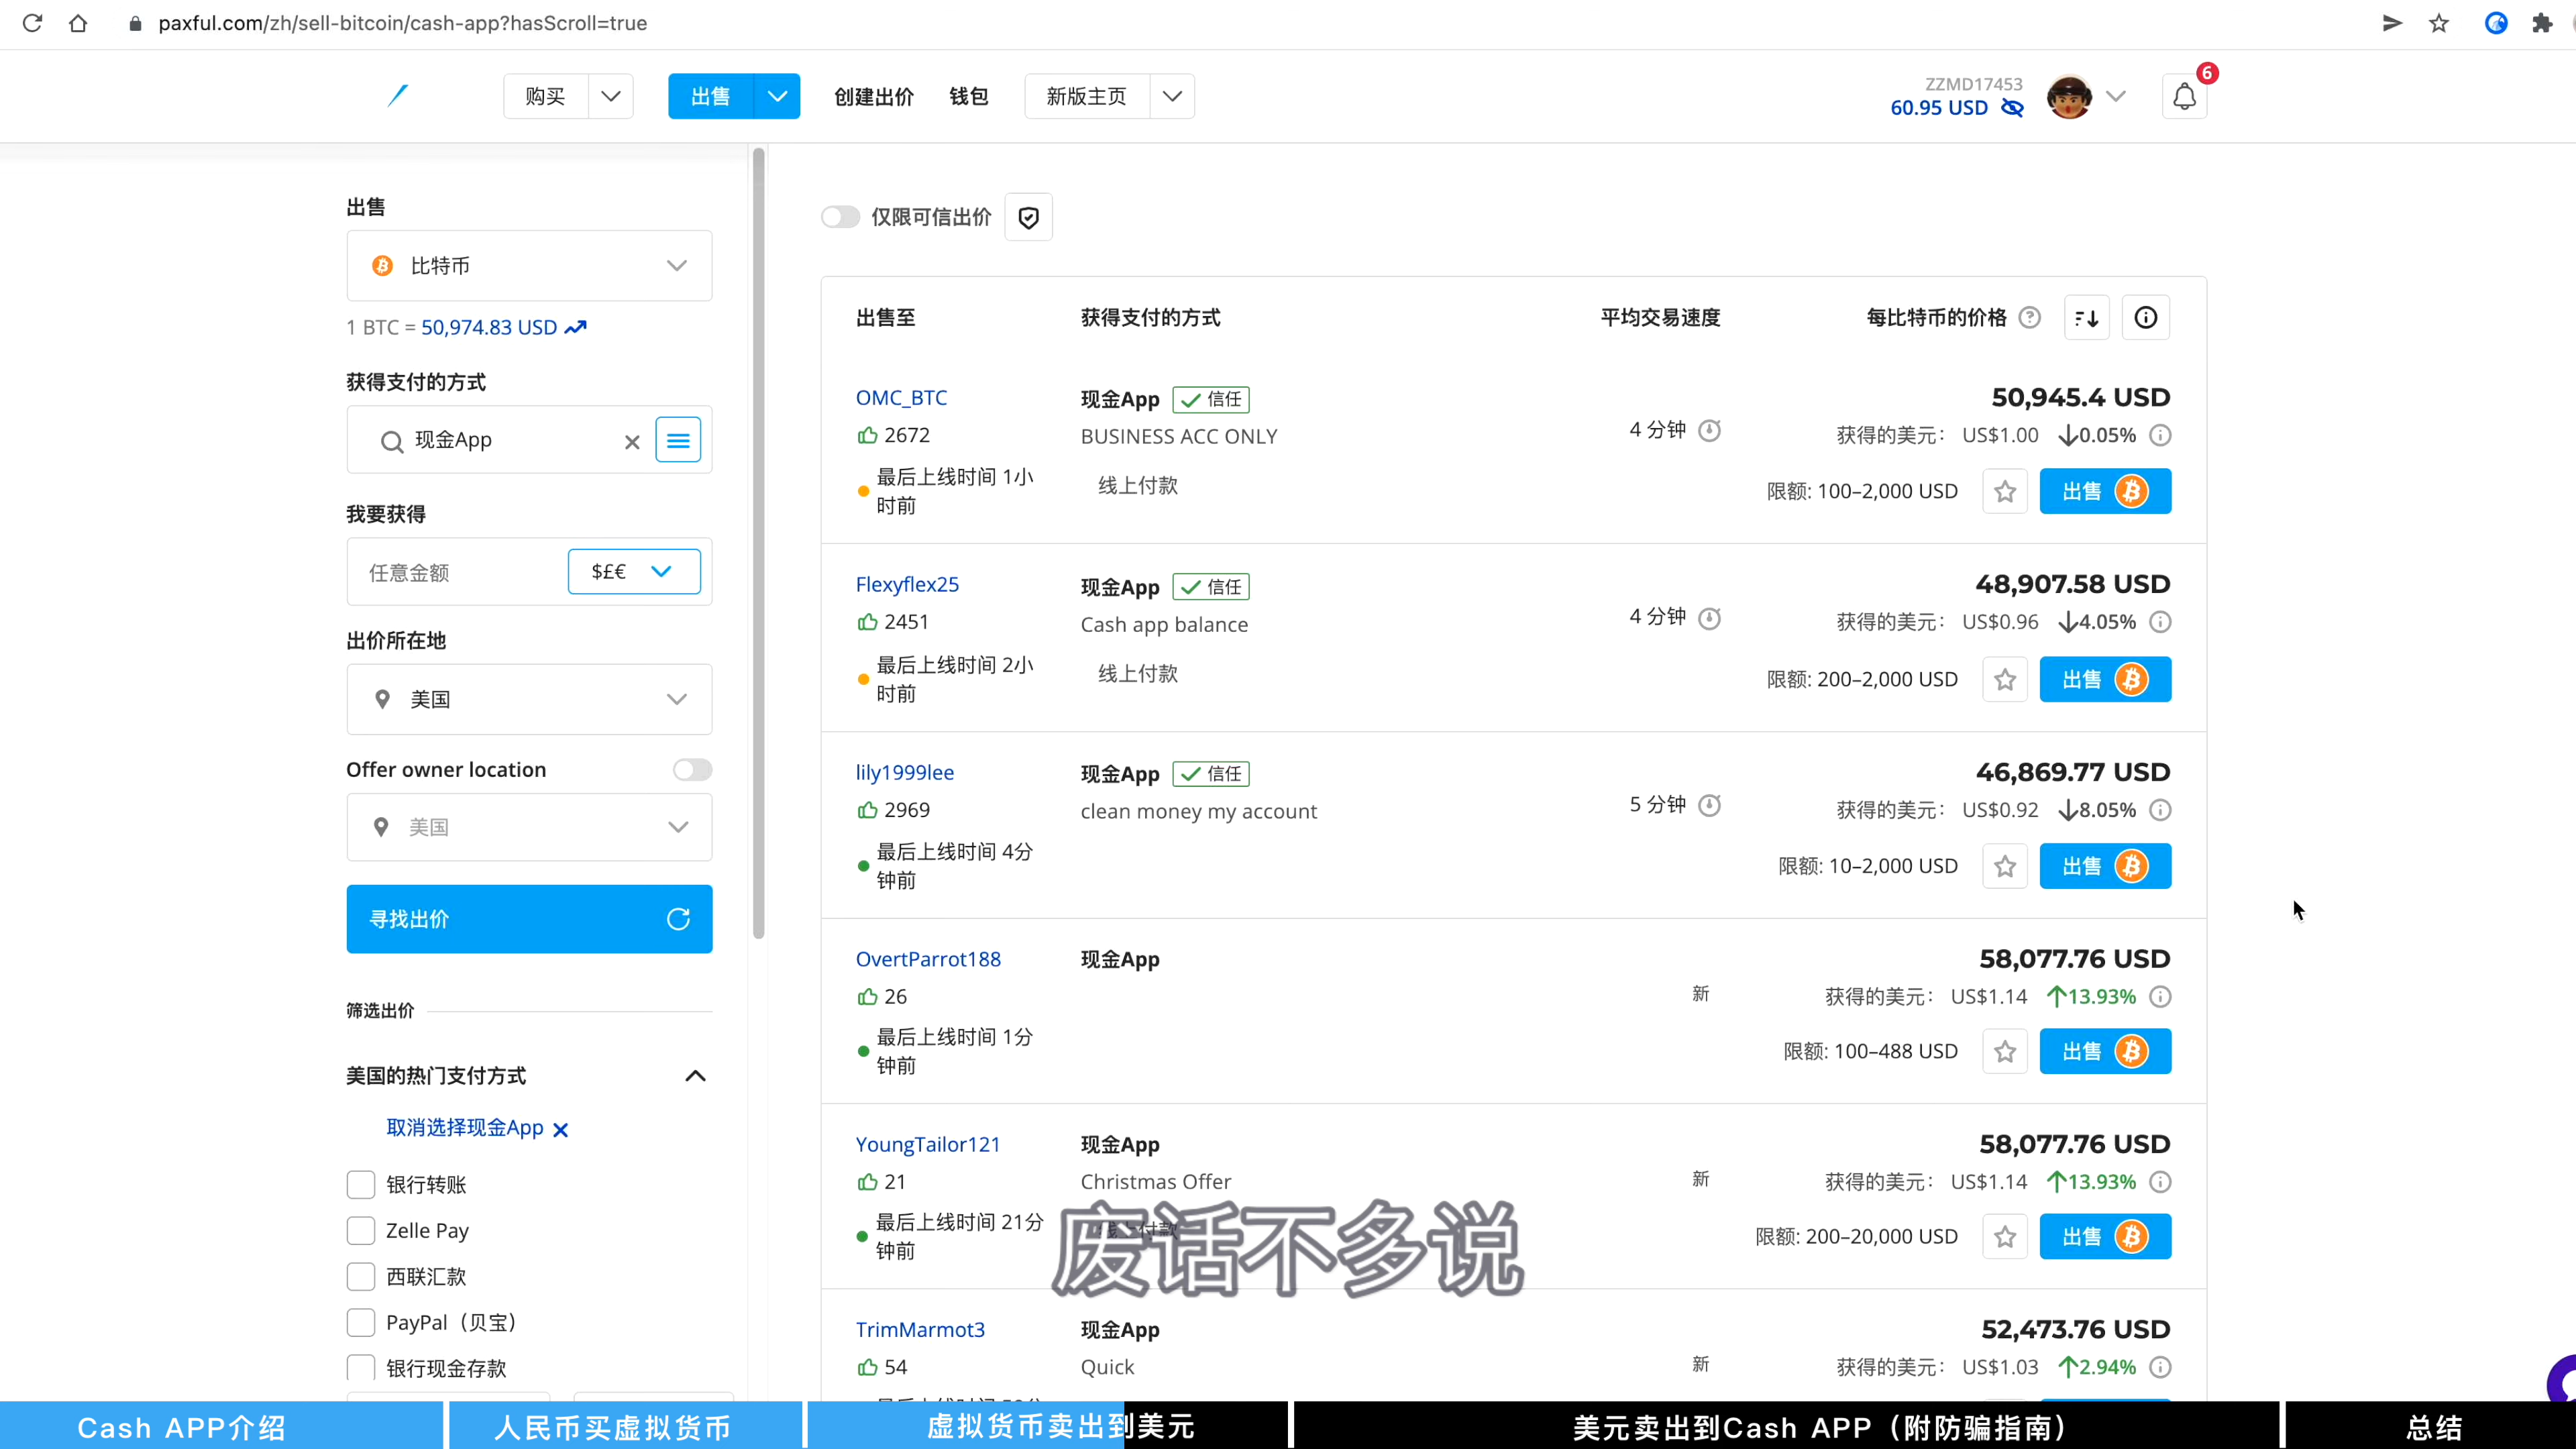 paxful.com/zh/sell-bitcoin/cash-app?hasScroll=true
购买
出售
创建出价
钱包
新版主页
ZZMD17453
60.95 USD
6
出售
比特币
1 BTC = 50,974.83 USD
获得支付的方式
现金App
我要获得
任意金额
$£€
出价所在地
美国
Offer owner location
美国
寻找出价
筛选出价
美国的热门支付方式
取消选择现金App
银行转账
Zelle Pay
西联汇款
PayPal（贝宝）
银行现金存款
仅限可信出价
出售至 获得支付的方式 平均交易速度 每比特币的价格
OMC_BTC 现金App 信任 50,945.4 USD
2672 BUSINESS ACC ONLY 4 分钟 获得的美元： US$1.00 0.05%
最后上线时间 1小
时前
线上付款 限额: 100–2,000 USD 出售
Flexyflex25 现金App 信任 48,907.58 USD
2451 Cash app balance 4 分钟 获得的美元： US$0.96 4.05%
最后上线时间 2小
时前
线上付款 限额: 200–2,000 USD 出售
lily1999lee 现金App 信任 46,869.77 USD
2969 clean money my account 5 分钟 获得的美元： US$0.92 8.05%
最后上线时间 4分
钟前
限额: 10–2,000 USD 出售
OvertParrot188 现金App 58,077.76 USD
26 新 获得的美元： US$1.14 13.93%
最后上线时间 1分
钟前
限额: 100–488 USD 出售
YoungTailor121 现金App 58,077.76 USD
21 Christmas Offer 新 获得的美元： US$1.14 13.93%
最后上线时间 21分
钟前
线上付款 限额: 200–20,000 USD 出售
废话不多说
TrimMarmot3 现金App 52,473.76 USD
54 Quick 新 获得的美元： US$1.03 2.94%
Cash APP介绍
人民币买虚拟货币
虚拟货币卖出到美元
美元卖出到Cash APP（附防骗指南）
总结